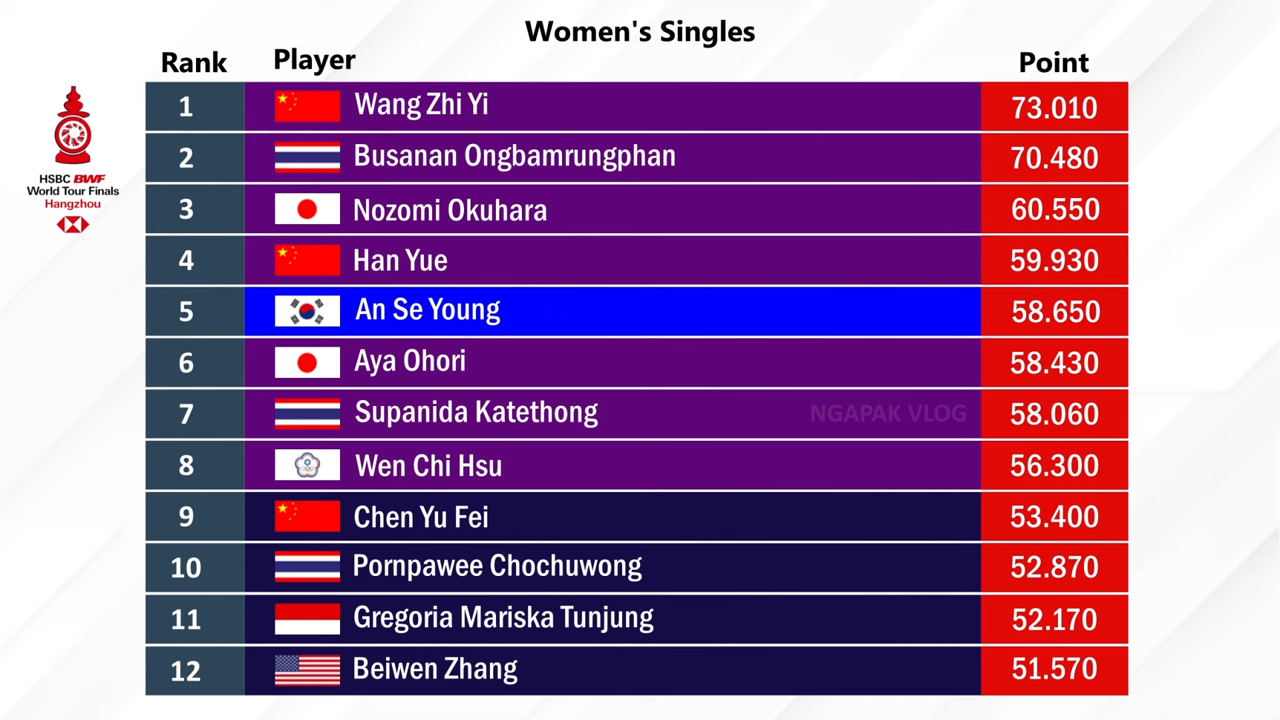 Women's Singles
Rank Player Point
HSBC BWF
World Tour Finals
Hangzhou
1 Wang Zhi Yi 73.010
2 Busanan Ongbamrungphan 70.480
3 Nozomi Okuhara 60.550
4 Han Yue 59.930
5 An Se Young 58.650
6 Aya Ohori 58.430
7 Supanida Katethong NGAPAK VLOG 58.060
8 Wen Chi Hsu 56.300
9 Chen Yu Fei 53.400
10 Pornpawee Chochuwong 52.870
11 Gregoria Mariska Tunjung 52.170
12 Beiwen Zhang 51.570